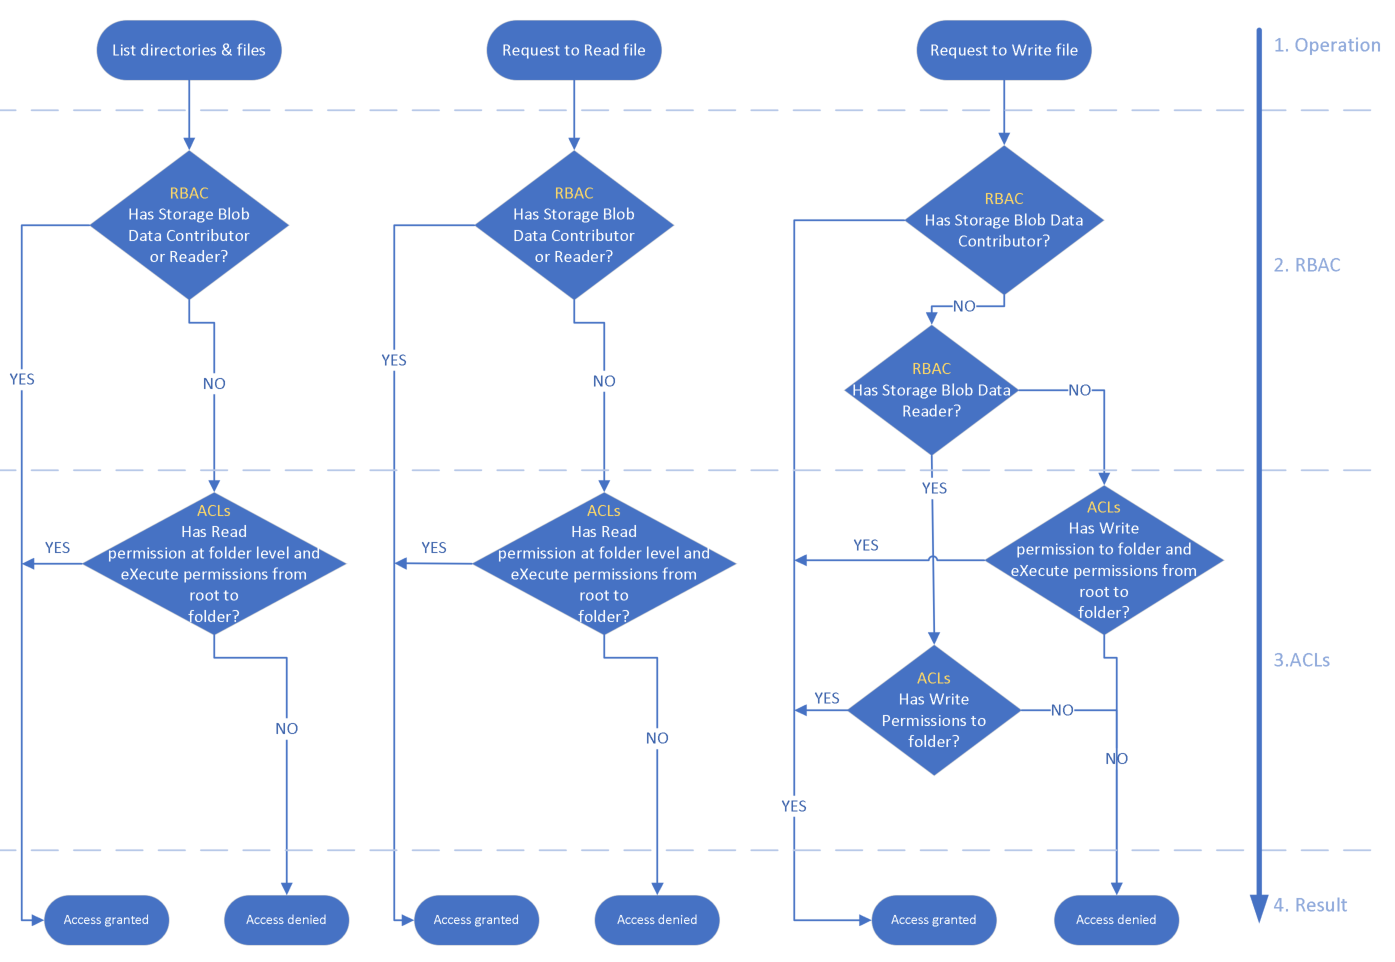 List directories & files
Request to Read file
Request to Write file
1. Operation
RBAC
Has Storage Blob
Data Contributor
or Reader?
YES
NO
ACLs
Has Read
permission at folder level and
eXecute permissions from
root to
folder?
YES
NO
Access granted
Access denied
RBAC
Has Storage Blob
Data Contributor
or Reader?
YES
NO
ACLs
Has Read
permission at folder level and
eXecute permissions from
root to
folder?
YES
NO
Access granted
Access denied
RBAC
Has Storage Blob Data
Contributor?
NO
RBAC
Has Storage Blob Data
Reader?
NO
YES
ACLs
Has Write
permission to folder and
eXecute permissions from
root to
folder?
YES
ACLs
Has Write
Permissions to
folder?
YES
NO
NO
YES
Access granted
Access denied
2. RBAC
3.ACLs
4. Result